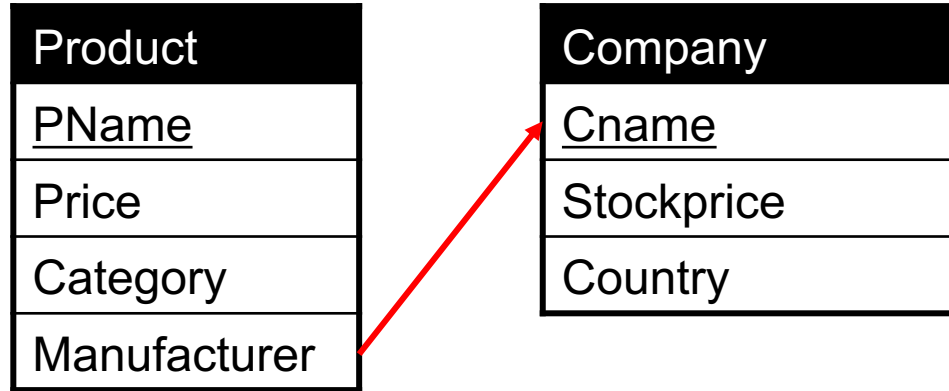 Product
PName
Price
Category
Manufacturer
Company
Cname
Stockprice
Country